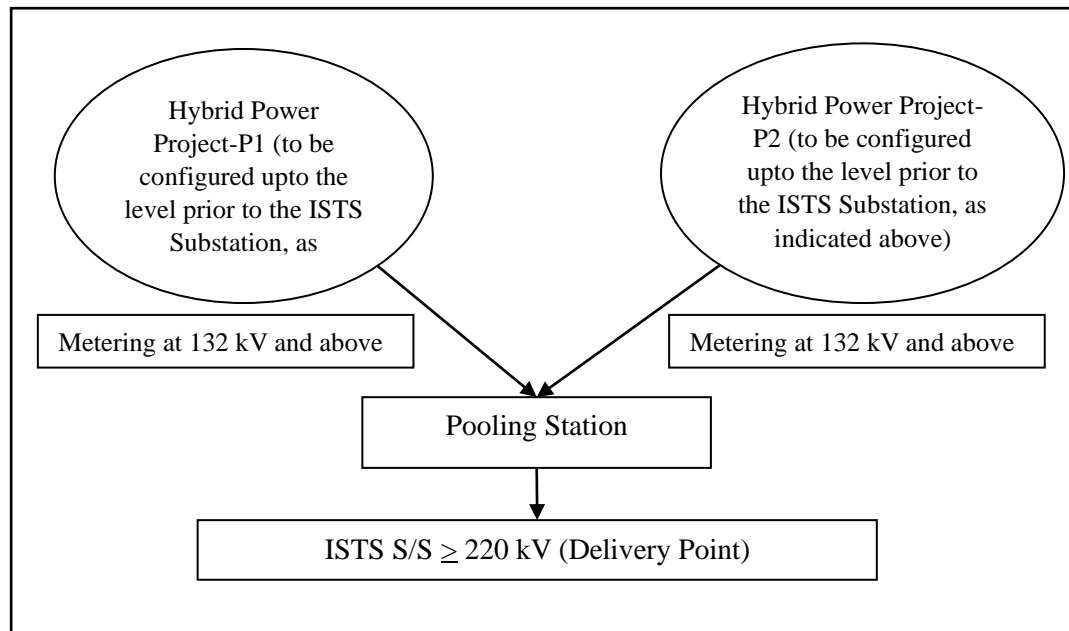 Hybrid Power
Project-P1 (to be
configured upto the
level prior to the ISTS
Substation, as
Hybrid Power Project-
P2 (to be configured
upto the level prior to
the ISTS Substation, as
indicated above)
Metering at 132 kV and above
Metering at 132 kV and above
Pooling Station
ISTS S/S ≥ 220 kV (Delivery Point)